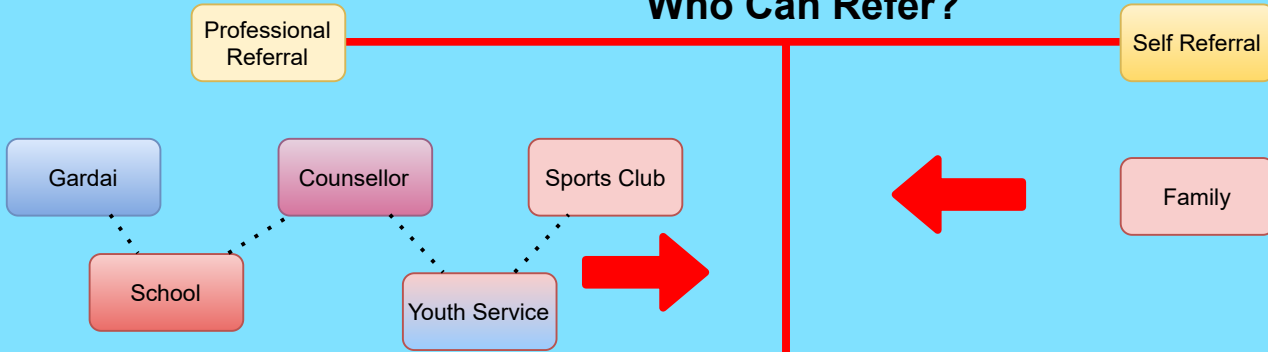 Who Can Refer?
Professional
Referral
Self Referral
Gardai
Counsellor
Sports Club
Family
School
Youth Service